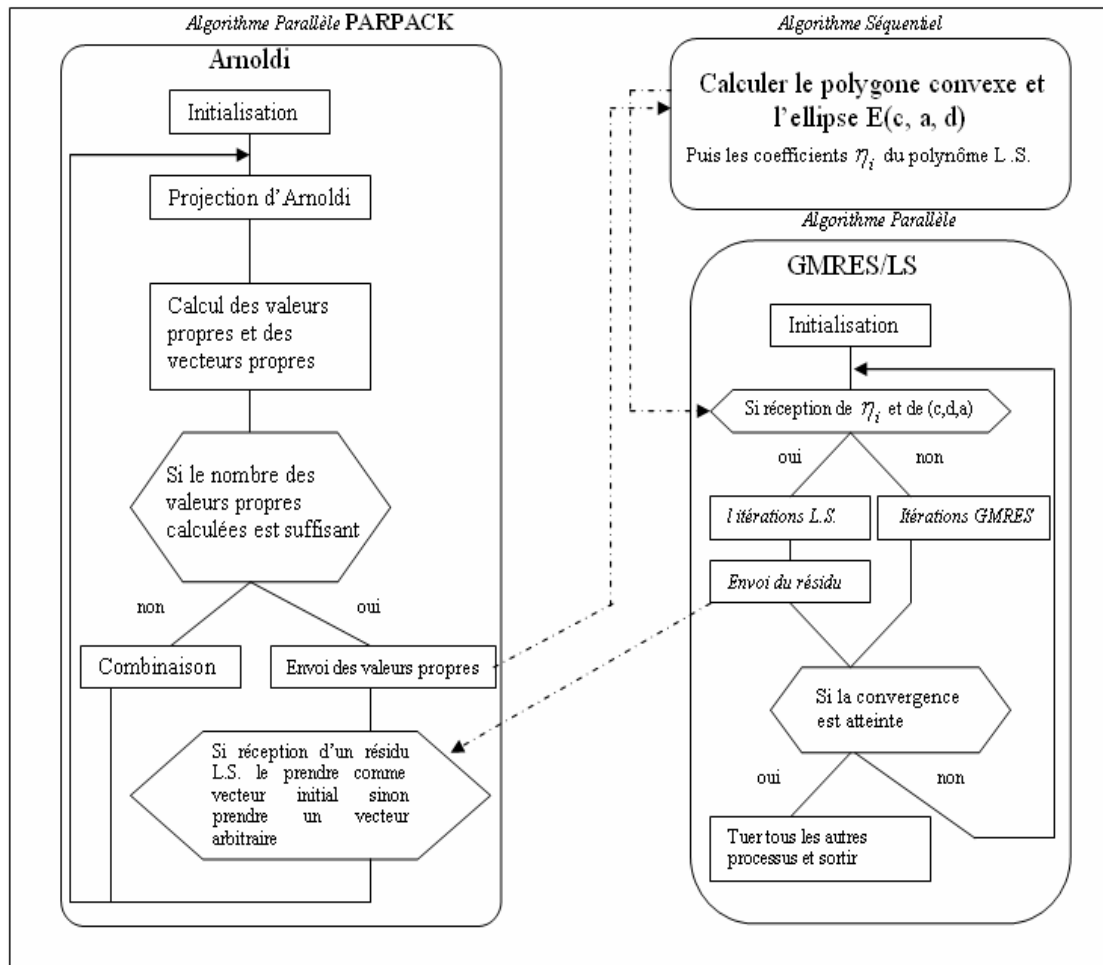 Algorithme Parallèle PARPACK
Arnoldi
Initialisation
Projection d'Arnoldi
Calcul des valeurs
propres et des
vecteurs propres
Si le nombre des
valeurs propres
calculées est suffisant
non
oui
Combinaison
Envoi des valeurs propres
Si réception d'un résidu
L.S. le prendre comme
vecteur initial sinon
prendre un vecteur
arbitraire
Algorithme Séquentiel
Calculer le polygone convexe et
l'ellipse E(c, a, d)
Puis les coefficients η_i du polynôme L .S.
Algorithme Parallèle
GMRES/LS
Initialisation
Si réception de η_i et de (c,d,a)
oui
non
l itérations L.S.
Itérations GMRES
Envoi du résidu
Si la convergence
est atteinte
oui
non
Tuer tous les autres
processus et sortir